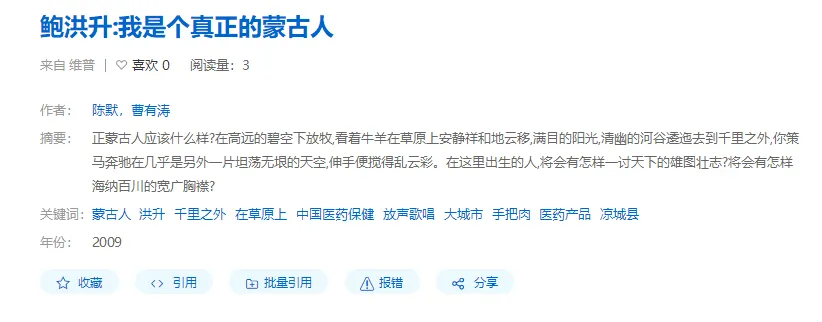 鲍洪升:我是个真正的蒙古人
来自 维普 | ♡ 喜欢 0 阅读量：3
作者： 陈默，曹有涛
摘要： 正蒙古人应该什么样?在高远的碧空下放牧,看着牛羊在草原上安静祥和地云移,满目的阳光,清幽的河谷逶迤去到千里之外,你策
马奔驰在几乎是另外一片坦荡无垠的天空,伸手便搅得乱云彩。在这里出生的人,将会有怎样一讨天下的雄图壮志?将会有怎样
海纳百川的宽广胸襟?
关键词： 蒙古人 洪升 千里之外 在草原上 中国医药保健 放声歌唱 大城市 手把肉 医药产品 凉城县
年份： 2009
收藏 引用 批量引用 报错 分享